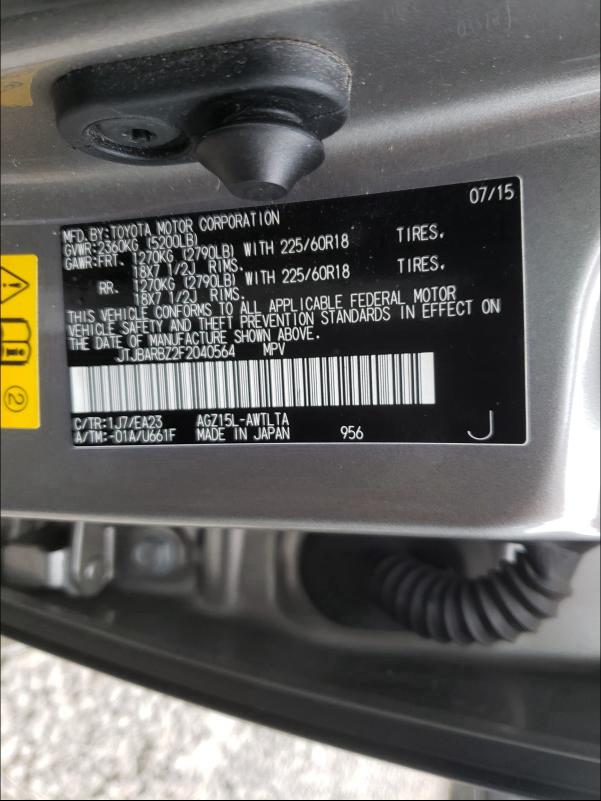 07/15
MFD.BY:TOYOTA MOTOR CORPORATION
GVWR:2360KG (5200LB)
GAWR:FRT. 1270KG (2790LB) WITH 225/60R18 TIRES,
18X7 1/2J RIMS.
RR. 1270KG (2790LB) WITH 225/60R18 TIRES,
18X7 1/2J RIMS.
THIS VEHICLE CONFORMS TO ALL APPLICABLE FEDERAL MOTOR
VEHICLE SAFETY AND THEFT PREVENTION STANDARDS IN EFFECT ON
THE DATE OF MANUFACTURE SHOWN ABOVE.
JTJBARBZ2F2040564 MPV
C/TR:1J7/EA23 AGZ15L-AWTLTA
A/TM:-01A/U661F MADE IN JAPAN 956 J
2